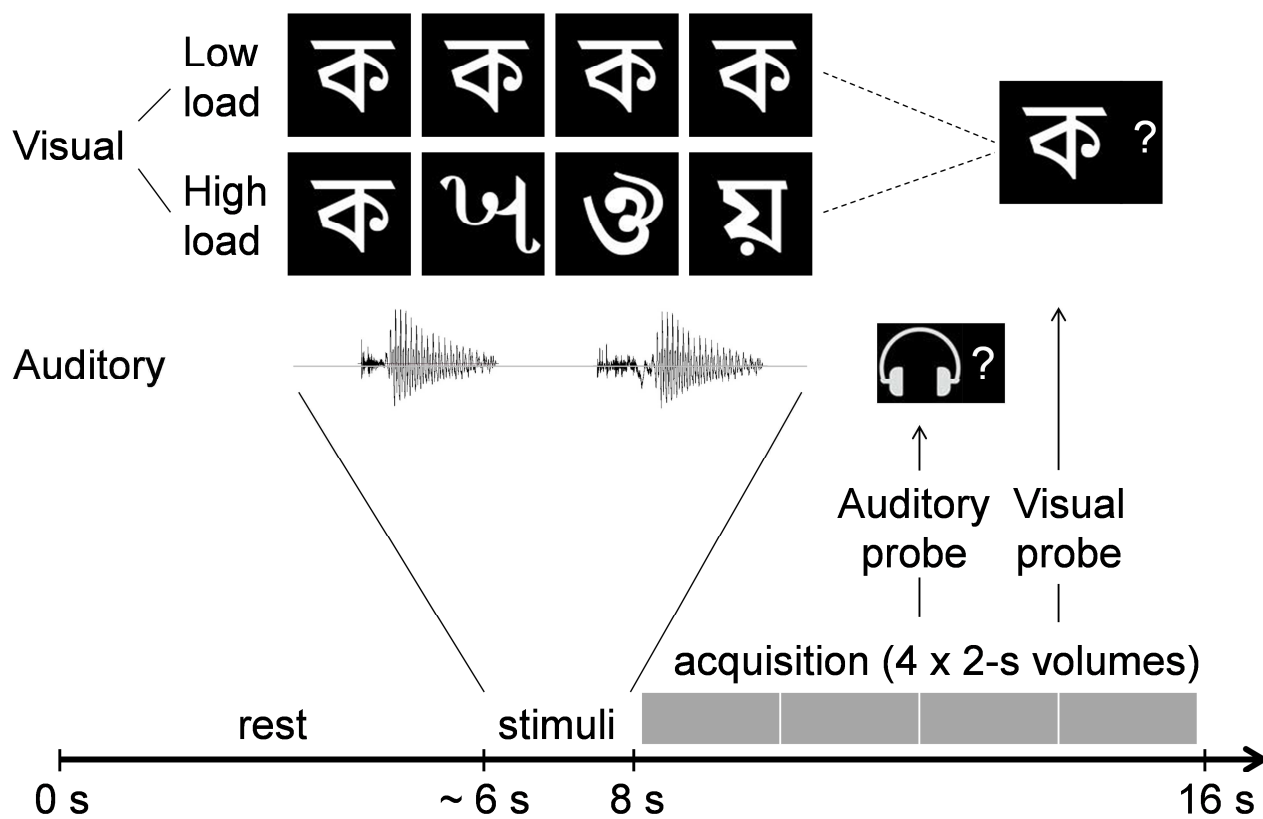 Low
load
ক ক ক ক
ক ?
Visual
High
load
ক খ ঔ য়
Auditory
?
Auditory
probe
Visual
probe
acquisition (4 x 2-s volumes)
rest
stimuli
0 s
~ 6 s
8 s
16 s